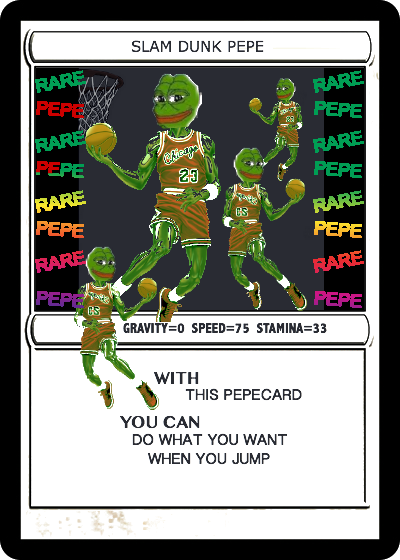 SLAM DUNK PEPE
RARE
PEPE
RARE
PEPE
RARE
PEPE
RARE
PEPE
RARE
PEPE
RARE
PEPE
RARE
PEPE
RARE
PEPE
Chicago
23
GRAVITY=0 SPEED=75 STAMINA=33
WITH
THIS PEPECARD
YOU CAN
DO WHAT YOU WANT
WHEN YOU JUMP